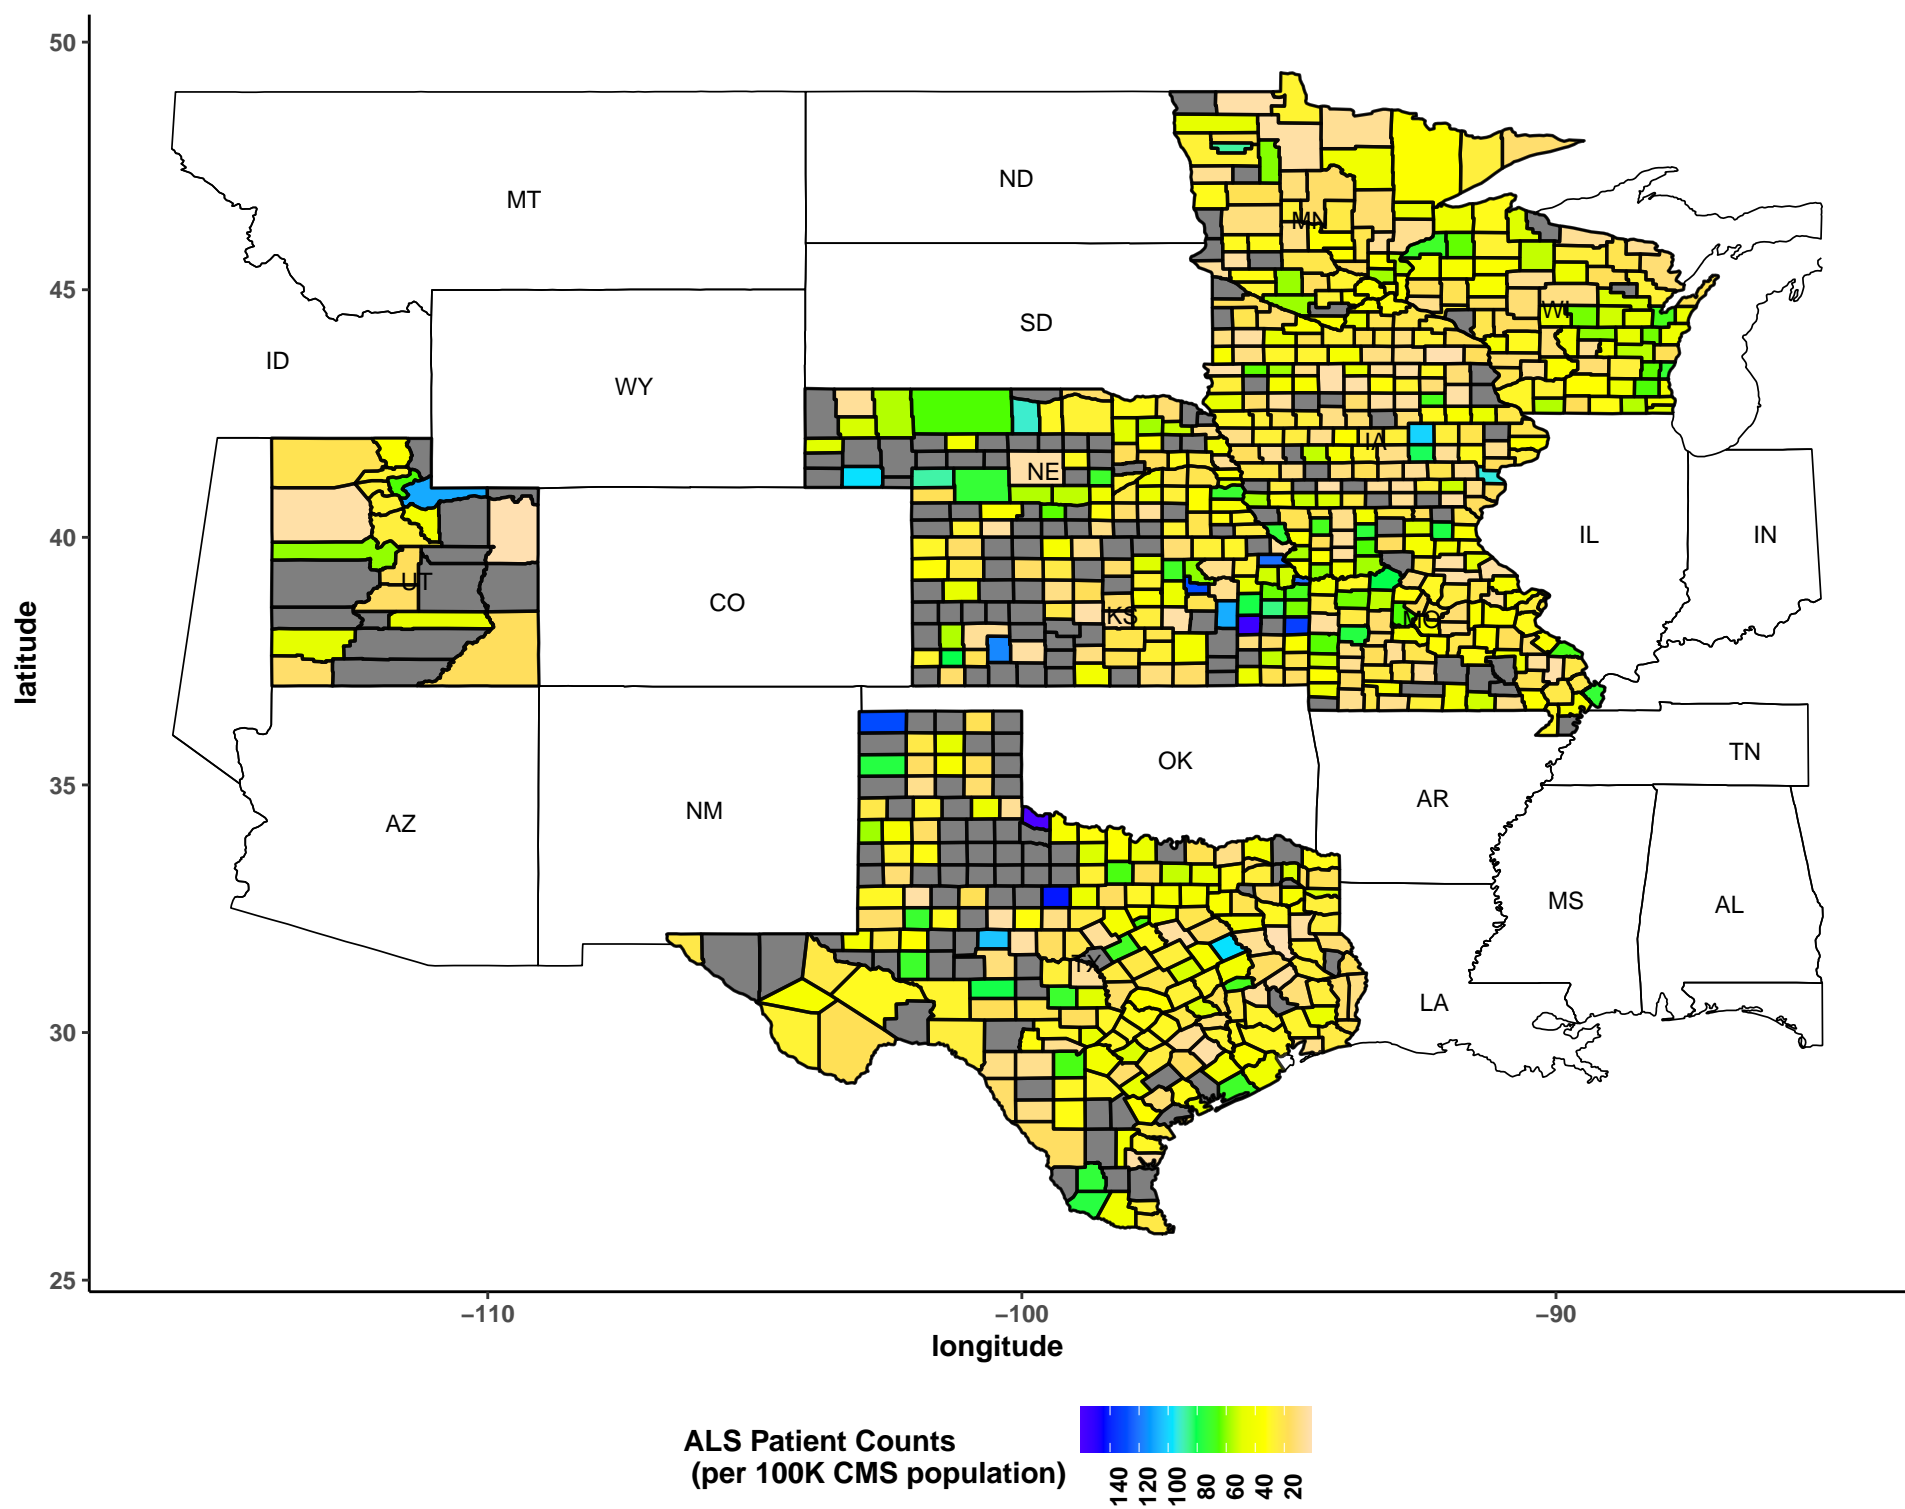 50
45
40
35
30
25
latitude
MT
ND
MN
ID
WY
SD
WI
NE
IA
UT
CO
KS
MO
IL
IN
AZ
NM
OK
AR
TN
TX
LA
MS
AL
−110
−100
−90
longitude
ALS Patient Counts
(per 100K CMS population)
140
120
100
80
60
40
20